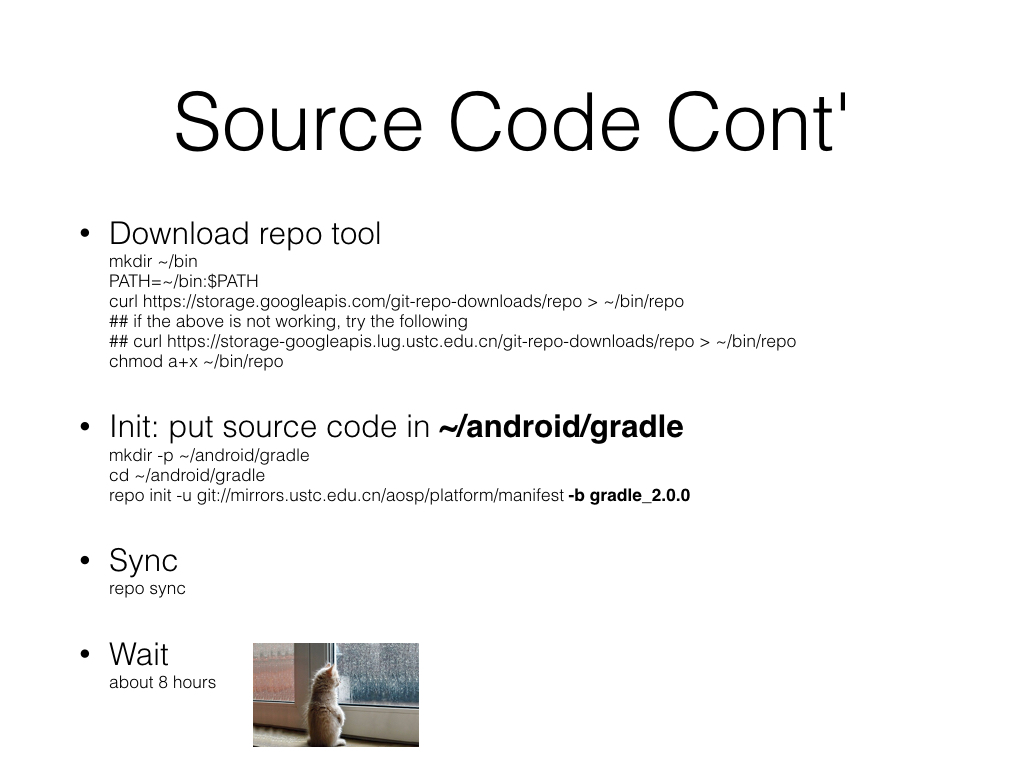 Source Code Cont'
• Download repo tool
mkdir ~/bin
PATH=~/bin:$PATH
curl https://storage.googleapis.com/git-repo-downloads/repo > ~/bin/repo
## if the above is not working, try the following
## curl https://storage-googleapis.lug.ustc.edu.cn/git-repo-downloads/repo > ~/bin/repo
chmod a+x ~/bin/repo
• Init: put source code in ~/android/gradle
mkdir -p ~/android/gradle
cd ~/android/gradle
repo init -u git://mirrors.ustc.edu.cn/aosp/platform/manifest -b gradle_2.0.0
• Sync
repo sync
• Wait
about 8 hours